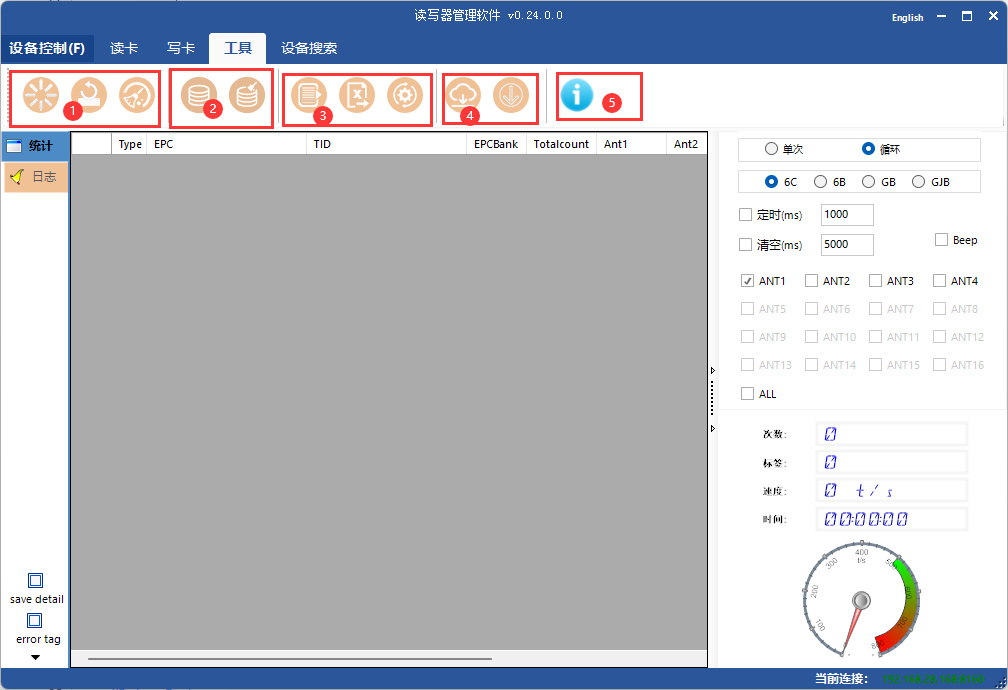 读写器管理软件 v0.24.0.0
English
设备控制(F) 读卡 写卡 工具 设备搜索
1 2 3 4 5
统计 Type EPC TID EPCBank Totalcount Ant1 Ant2
日志
单次 循环
6C 6B GB GJB
定时(ms) 1000
清空(ms) 5000 Beep
ANT1 ANT2 ANT3 ANT4
ANT5 ANT6 ANT7 ANT8
ANT9 ANT10 ANT11 ANT12
ANT13 ANT14 ANT15 ANT16
ALL
次数: 0
标签: 0
速度: 0 t/s
时间: 00:00:00
400
t/s
300
200
100
save detail
error tag
当前连接: